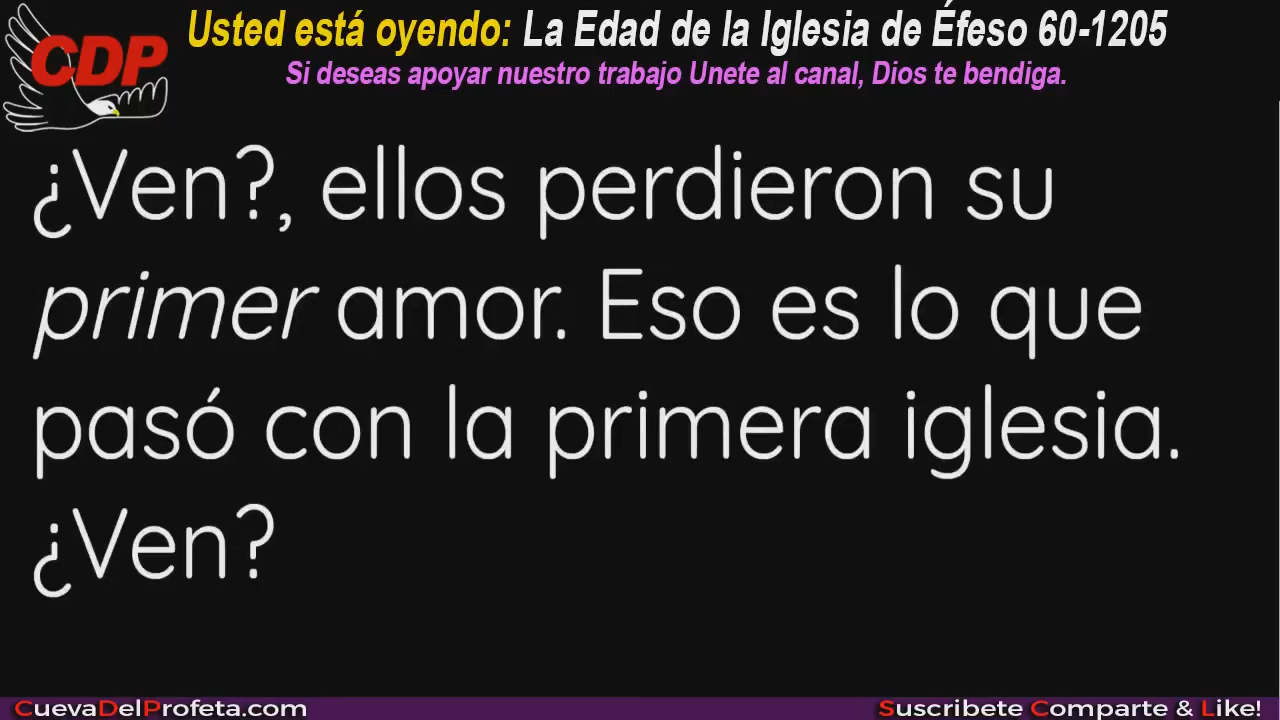 CDP
Usted está oyendo: La Edad de la Iglesia de Éfeso 60-1205
Si deseas apoyar nuestro trabajo Unete al canal, Dios te bendiga.
¿Ven?, ellos perdieron su
primer amor. Eso es lo que
pasó con la primera iglesia.
¿Ven?
CuevaDelProfeta.com
Suscribete Comparte & Like!